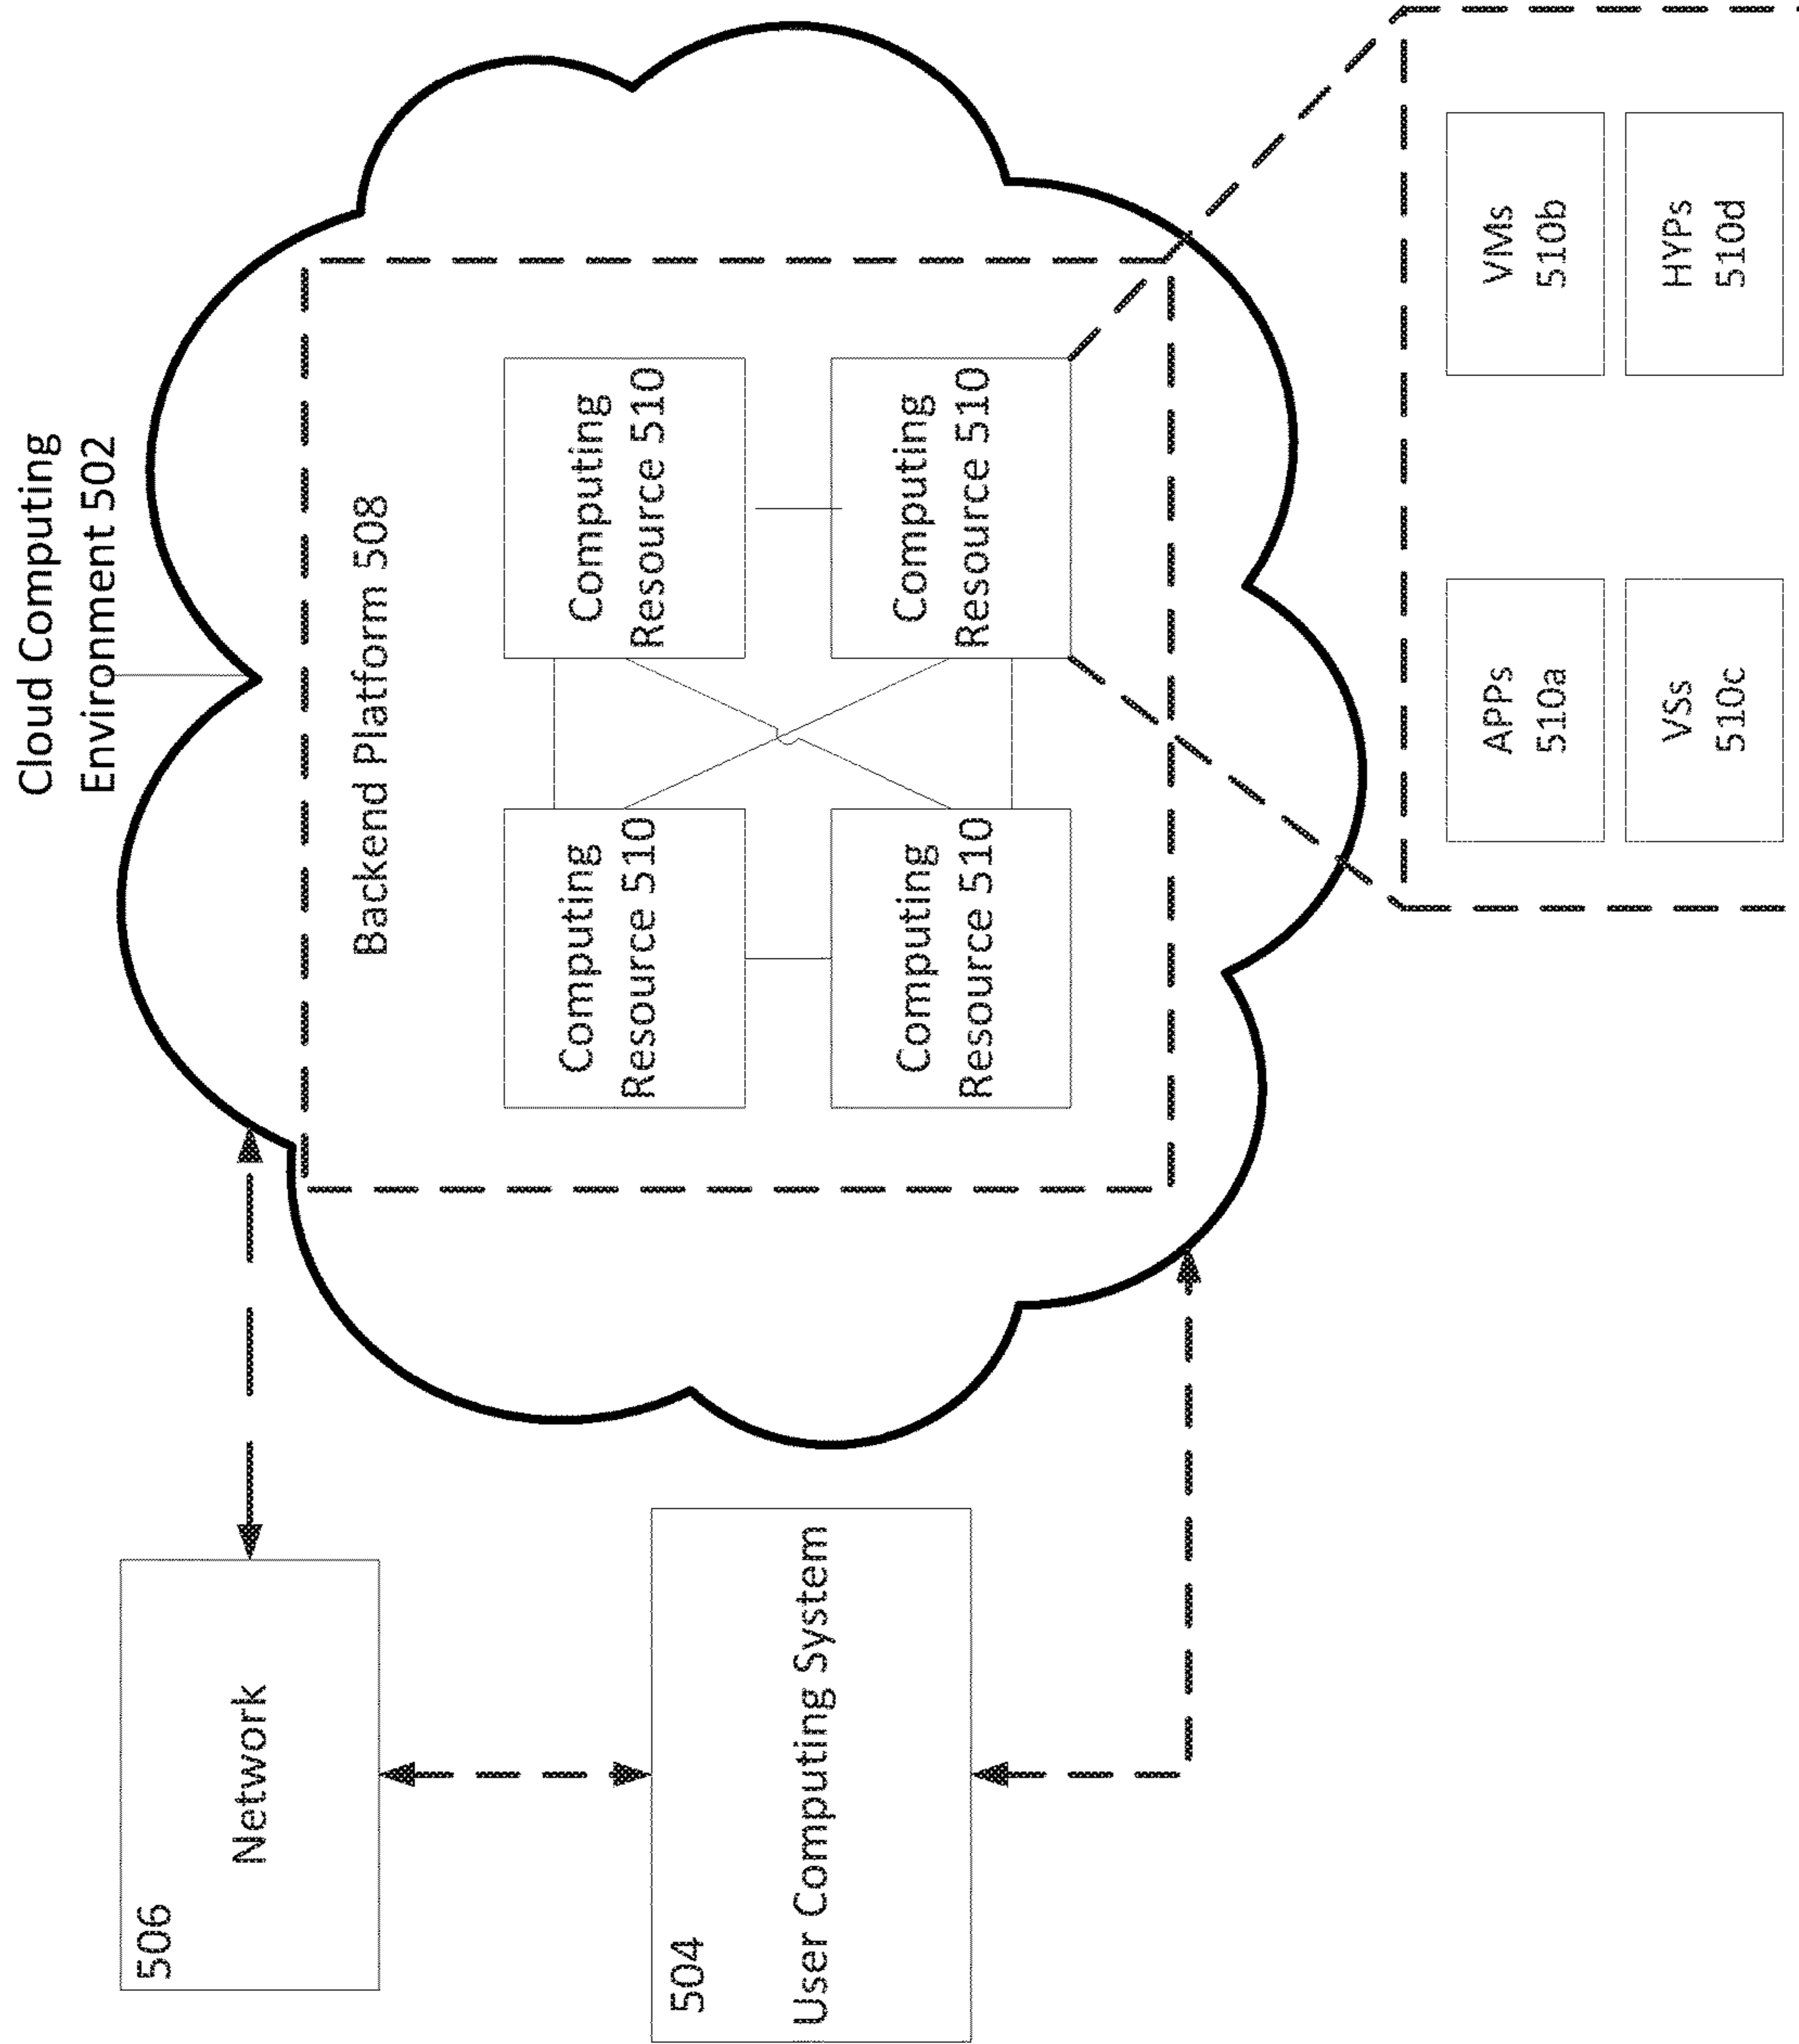 Cloud Computing
Environment 502
506
Network
504
User Computing System
Backend Platform 508
Computing
Resource 510
Computing
Resource 510
Computing
Resource 510
Computing
Resource 510
APPs
510a
VMs
510b
VSs
510c
HYPs
510d